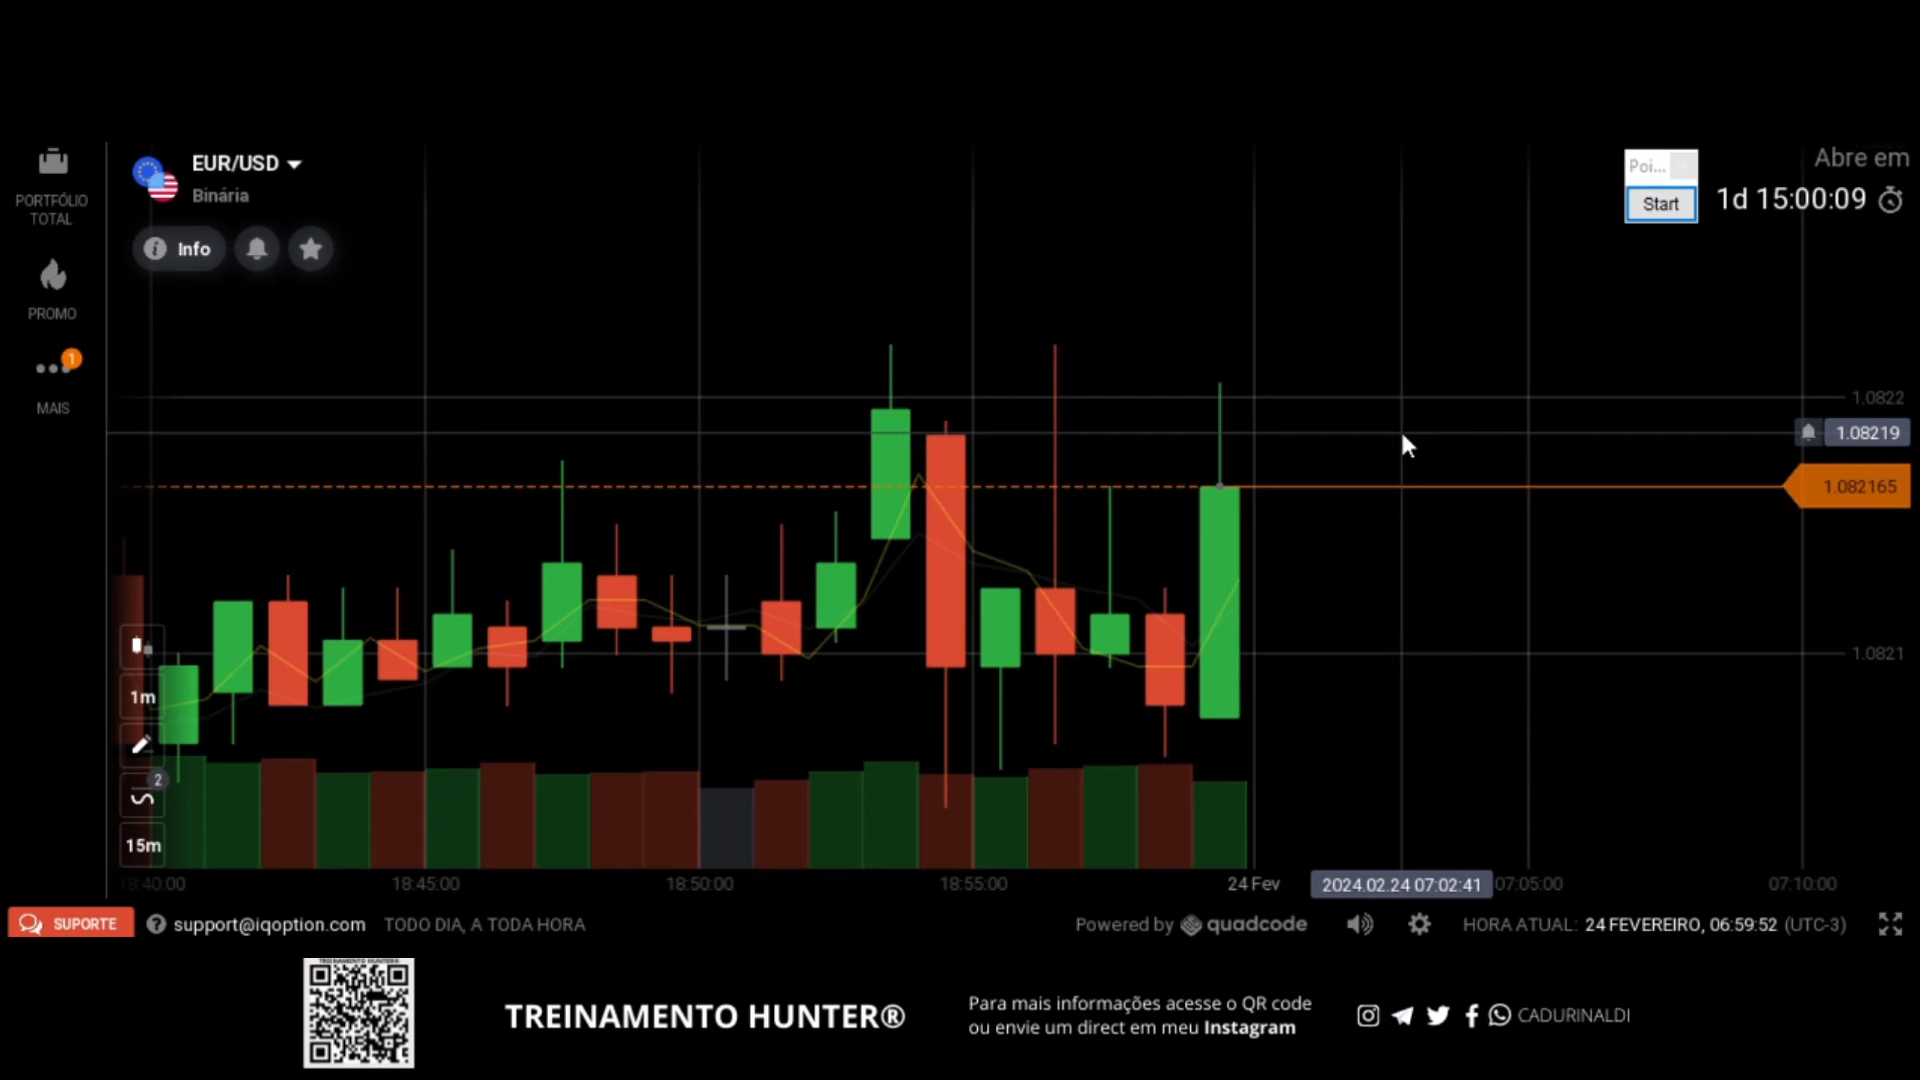 PORTFÓLIO
TOTAL
PROMO
1
MAIS
EUR/USD
Binária
Info
Poi...
Start
Abre em
1d 15:00:09
1.0822
1.08219
1.082165
1.0821
1m
2
15m
18:40:00
18:45:00
18:50:00
18:55:00
24 Fev
2024.02.24 07:02:41
07:05:00
07:10:00
SUPORTE
support@iqoption.com
TODO DIA, A TODA HORA
Powered by quadcode
HORA ATUAL: 24 FEVEREIRO, 06:59:52 (UTC-3)
TREINAMENTO HUNTER®
TREINAMENTO HUNTER®
Para mais informações acesse o QR code
ou envie um direct em meu Instagram
CADURINALDI